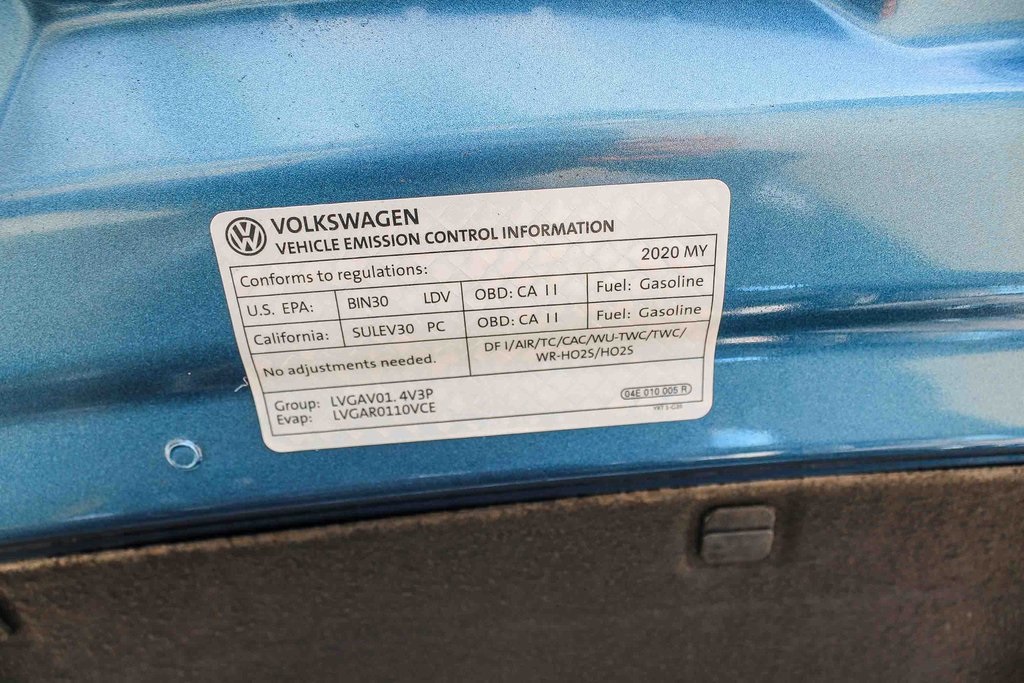 VOLKSWAGEN
VEHICLE EMISSION CONTROL INFORMATION
Conforms to regulations: 2020 MY
U.S. EPA: BIN30 LDV OBD: CA II Fuel: Gasoline
California: SULEV30 PC OBD: CA II Fuel: Gasoline
No adjustments needed. DFI/AIR/TC/CAC/WU-TWC/TWC/
WR-HO2S/HO2S
Group: LVGAV01.4V3P
Evap: LVGAR0110VCE
04E 010 005 R